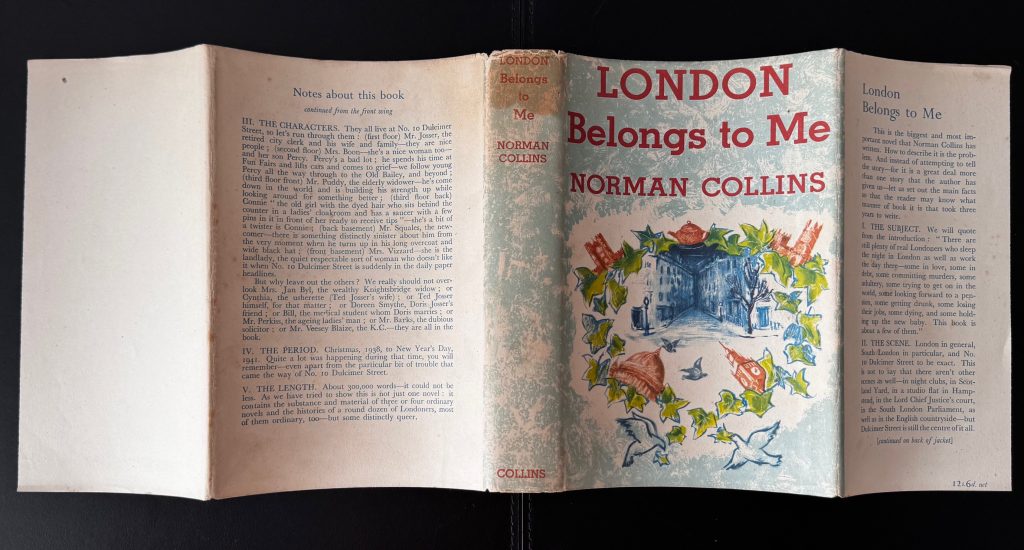 Notes about this book
continued from the front wing
III. THE CHARACTERS. They all live at No. 10 Dulcimer
Street, so let's run through them: (first floor) Mr. Josser, the
retired city clerk and his wife and family—they are nice
people; (second floor) Mrs. Boon—she's a nice woman too—
and her son Percy. Percy's a bad lot; he spends his time at
Fun Fairs and lifts cars and comes to grief—we follow young
Percy all the way through to the Old Bailey, and beyond;
(third floor front) Mr. Puddy, the elderly widower—he's come
down in the world and is building his strength up while
looking around for something better; (third floor back)
Connie "the old girl with the dyed hair who sits behind the
counter in a ladies' cloakroom and has a saucer with a few
pins in it in front of her ready to receive tips"—she's a bit of
a twister is Connie; (back basement) Mr. Squales, the new-
comer—there is something distinctly sinister about him from
the very moment when he turns up in his long overcoat and
wide black hat; (front basement) Mrs. Vizzard—she is the
landlady, the quiet respectable sort of woman who doesn't like
it when No. 10 Dulcimer Street is suddenly in the daily paper
headlines.
But why leave out the others? We really should not over-
look Mrs. Jan Byl, the wealthy Knightsbridge widow; or
Cynthia, the usherette (Ted Josser's wife); or Ted Josser
himself, for that matter; or Doreen Smythe, Doris Josser's
friend; or Bill, the medical student whom Doris marries; or
Mr. Perkiss, the ageing ladies' man; or Mr. Barks, the dubious
solicitor; or Mr. Veesey Blaize, the K.C.—they are all in the
book.
IV. THE PERIOD. Christmas, 1938, to New Year's Day,
1941. Quite a lot was happening during that time, you will
remember—even apart from the particular bit of trouble that
came the way of No. 10 Dulcimer Street.
V. THE LENGTH. About 300,000 words—it could not be
less. As we have tried to show this is not just one novel: it
contains the substance and material of three or four ordinary
novels and the histories of a round dozen of Londoners, most
of them ordinary, too—but some distinctly queer.
LONDON
Belongs
to
Me
NORMAN
COLLINS
COLLINS
LONDON
Belongs to Me
NORMAN COLLINS
London
Belongs to Me
This is the biggest and most im-
portant novel that Norman Collins has
written. How to describe it is the prob-
lem. And instead of attempting to tell
the story—for it is a great deal more
than one story that the author has
given us—let us set out the main facts
so that the reader may know what
manner of book it is that took three
years to write.
I. THE SUBJECT. We will quote
from the introduction: "There are
still plenty of real Londoners who sleep
the night in London as well as work
the day there—some in love, some in
debt, some committing murders, some
adultery, some trying to get on in the
world, some looking forward to a pen-
sion, some getting drunk, some losing
their jobs, some dying, and some hold-
ing up the new baby. This book is
about a few of them."
II. THE SCENE. London in general,
South London in particular, and No.
10 Dulcimer Street to be exact. This
is not to say that there aren't other
scenes as well—in night clubs, in Scot-
land Yard, in a studio flat in Hamp-
stead, in the Lord Chief Justice's court,
in the South London Parliament, as
well as in the English countryside—but
Dulcimer Street is still the centre of it all.
[continued on back of jacket]
12s.6d. net